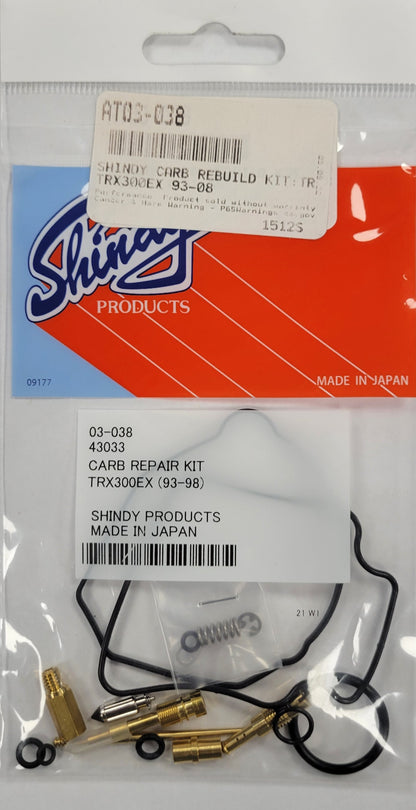 AT03-038
SHINDY CARB REBUILD KIT:TR
TRX300EX 93-08
Performance. Product sold without warranty
Cancer & Harm Warning - P65Warnings.ca.gov
1512S
Shindy
PRODUCTS
09177
MADE IN JAPAN
03-038
43033
CARB REPAIR KIT
TRX300EX (93-98)
SHINDY PRODUCTS
MADE IN JAPAN
21 W1